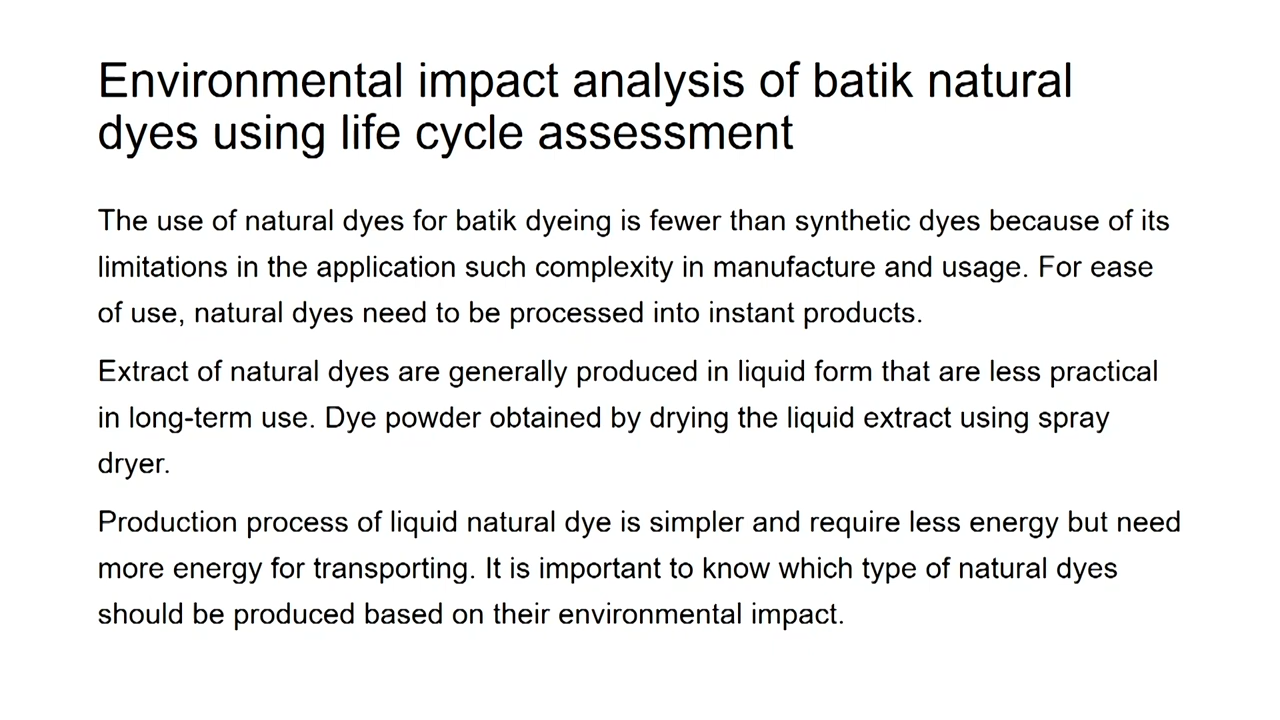 Environmental impact analysis of batik natural
dyes using life cycle assessment
The use of natural dyes for batik dyeing is fewer than synthetic dyes because of its
limitations in the application such complexity in manufacture and usage. For ease
of use, natural dyes need to be processed into instant products.
Extract of natural dyes are generally produced in liquid form that are less practical
in long-term use. Dye powder obtained by drying the liquid extract using spray
dryer.
Production process of liquid natural dye is simpler and require less energy but need
more energy for transporting. It is important to know which type of natural dyes
should be produced based on their environmental impact.